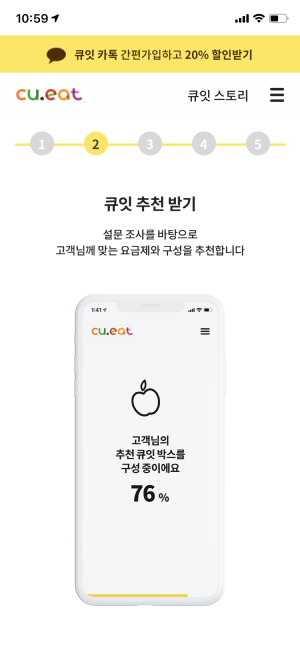 10:59
큐잇 카톡 간편가입하고 20% 할인받기
cu.eat
큐잇 스토리
1 2 3 4 5
큐잇 추천 받기
설문 조사를 바탕으로
고객님께 맞는 요금제와 구성을 추천합니다
1:41
cu.eat
고객님의
추천 큐잇 박스를
구성 중이에요
76 %